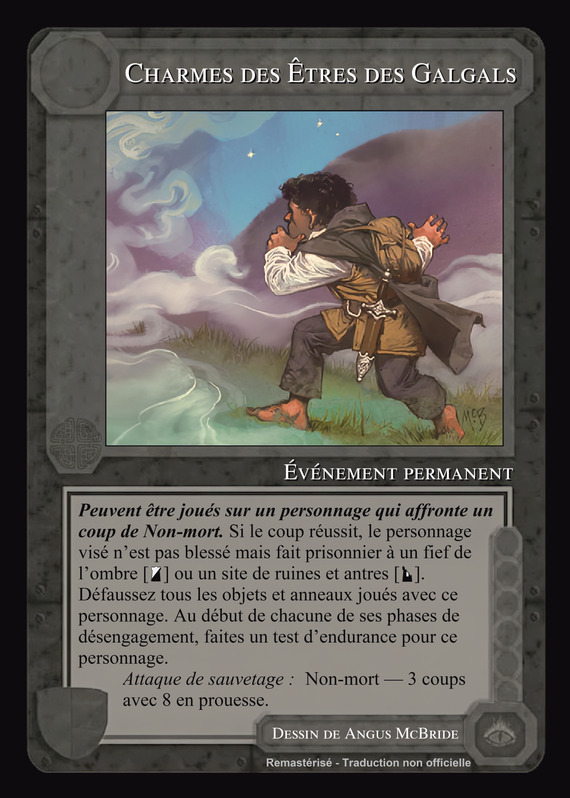 Charmes des Êtres des Galgals
McB
Événement permanent
Peuvent être joués sur un personnage qui affronte un
coup de Non-mort. Si le coup réussit, le personnage
visé n'est pas blessé mais fait prisonnier à un fief de
l'ombre [ ] ou un site de ruines et antres [ ].
Défaussez tous les objets et anneaux joués avec ce
personnage. Au début de chacune de ses phases de
désengagement, faites un test d'endurance pour ce
personnage.
Attaque de sauvetage : Non-mort — 3 coups
avec 8 en prouesse.
Dessin de Angus McBride
Remastérisé - Traduction non officielle